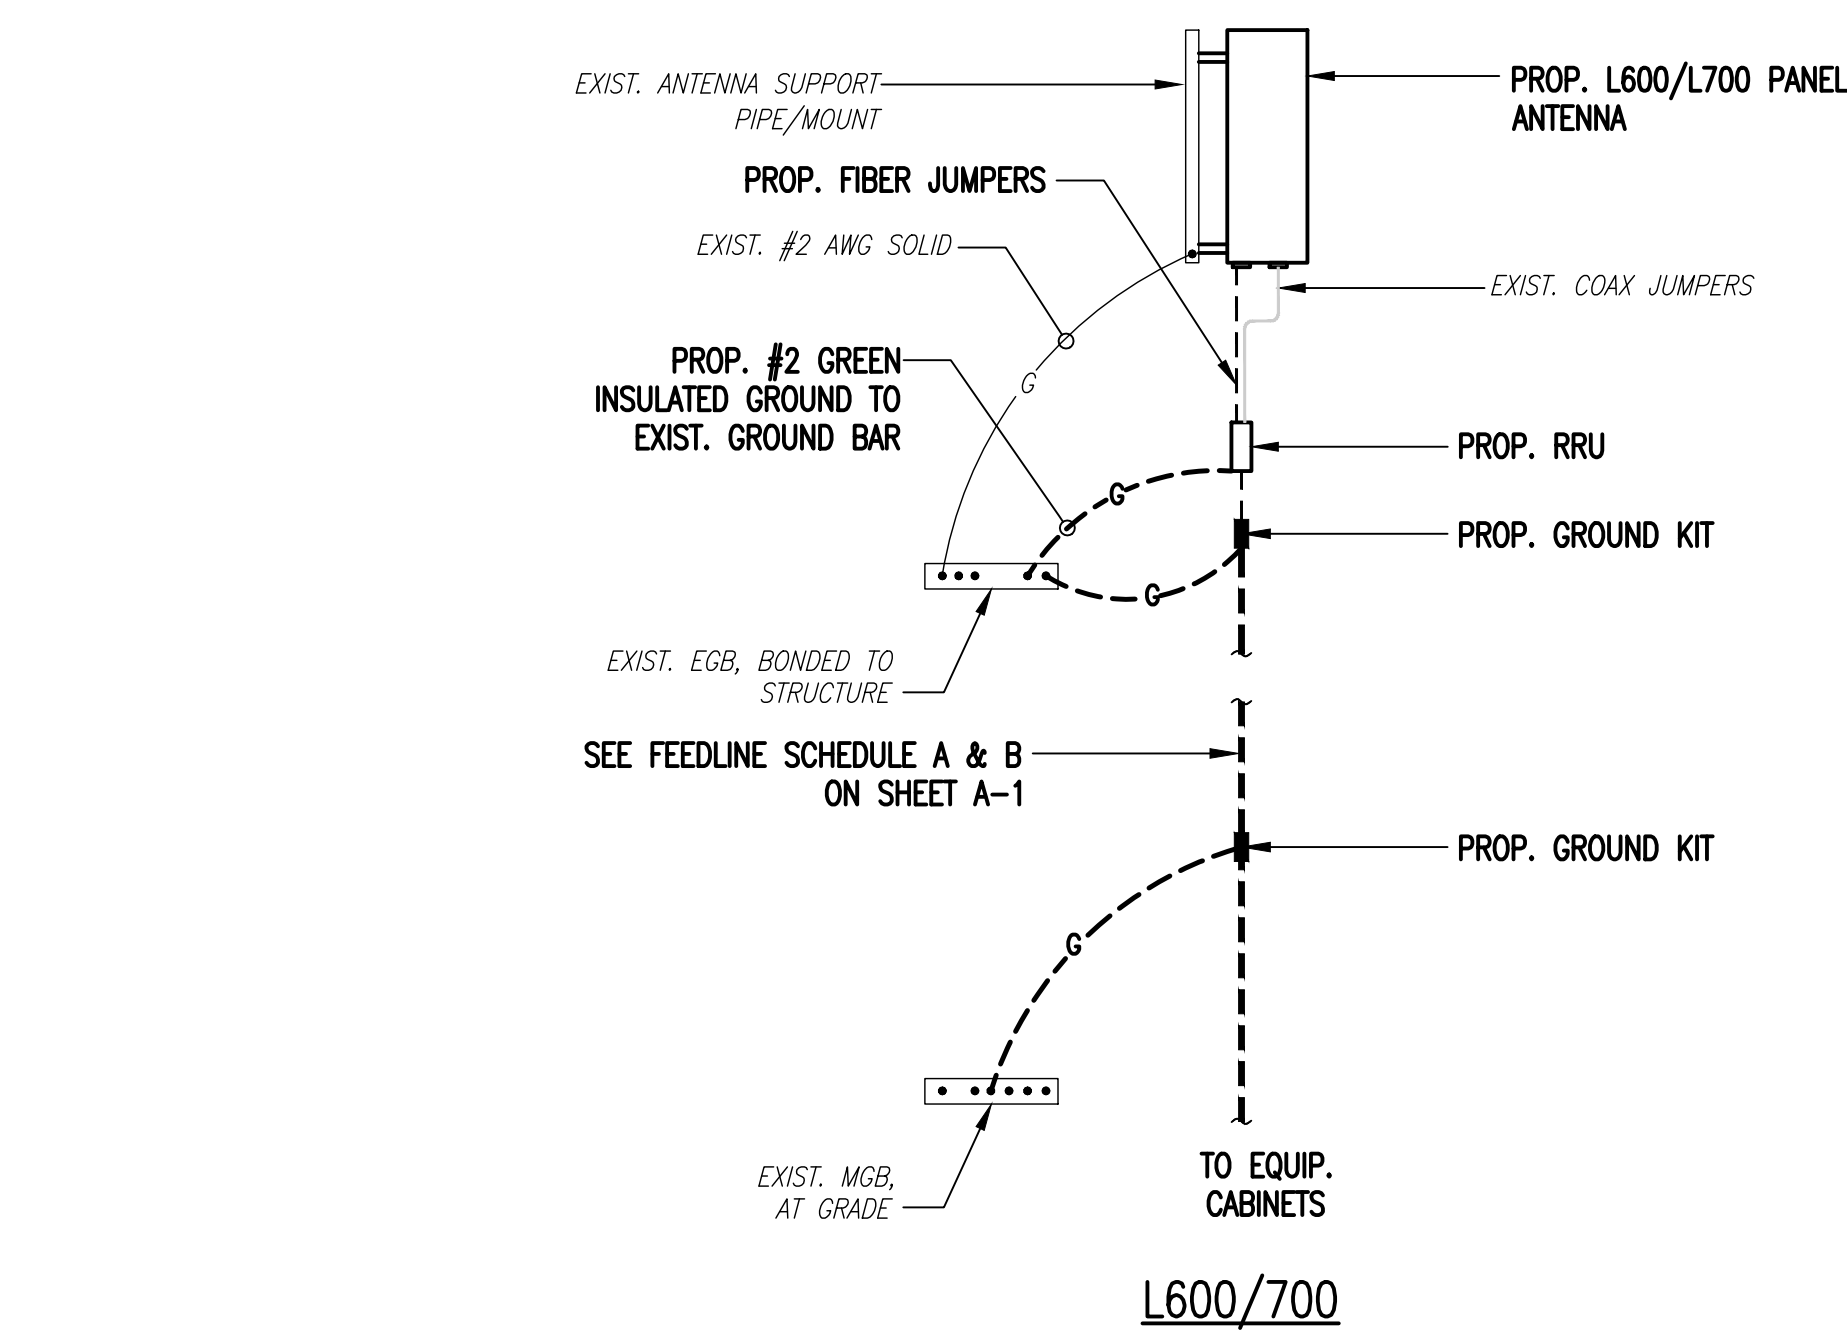 EXIST. ANTENNA SUPPORT
PIPE/MOUNT
PROP. L600/L700 PANEL
ANTENNA
PROP. FIBER JUMPERS
EXIST. #2 AWG SOLID
EXIST. COAX JUMPERS
PROP. #2 GREEN
INSULATED GROUND TO
EXIST. GROUND BAR
G
PROP. RRU
G
PROP. GROUND KIT
G
EXIST. EGB, BONDED TO
STRUCTURE
SEE FEEDLINE SCHEDULE A & B
ON SHEET A-1
PROP. GROUND KIT
G
EXIST. MGB,
AT GRADE
TO EQUIP.
CABINETS
L600/700